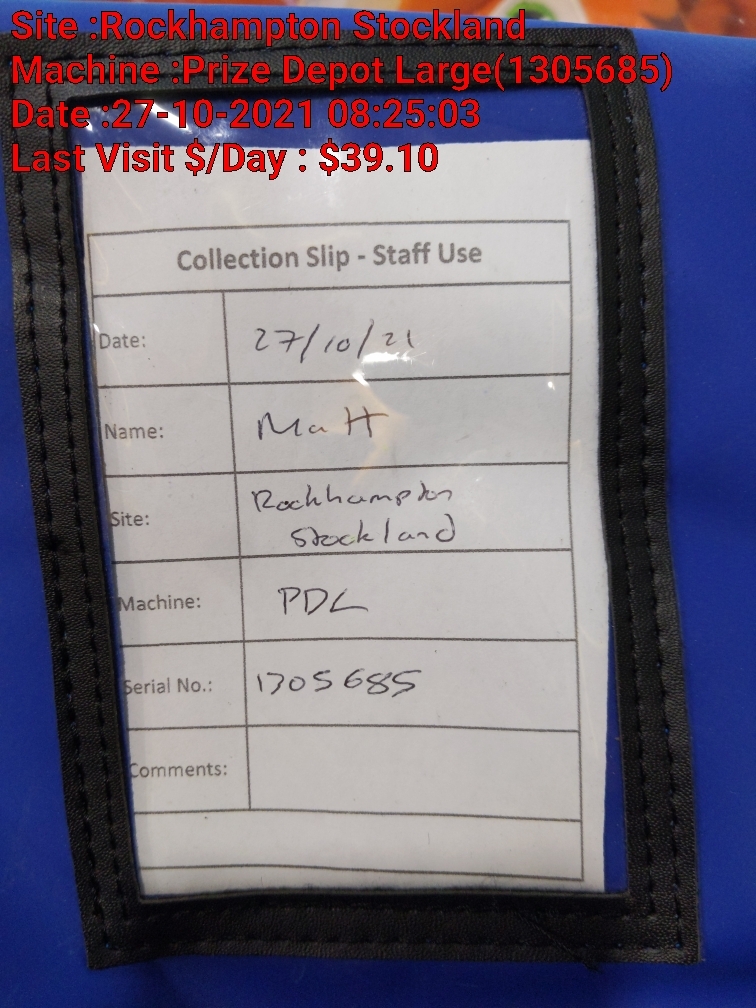 Site :Rockhampton Stockland
Machine :Prize Depot Large(1305685)
Date :27-10-2021 08:25:03
Last Visit $/Day : $39.10
Collection Slip - Staff Use
Date: 27/10/21
Name: Matt
Site: Rockhampton
Stockland
Machine: PDL
Serial No.: 1305685
Comments: